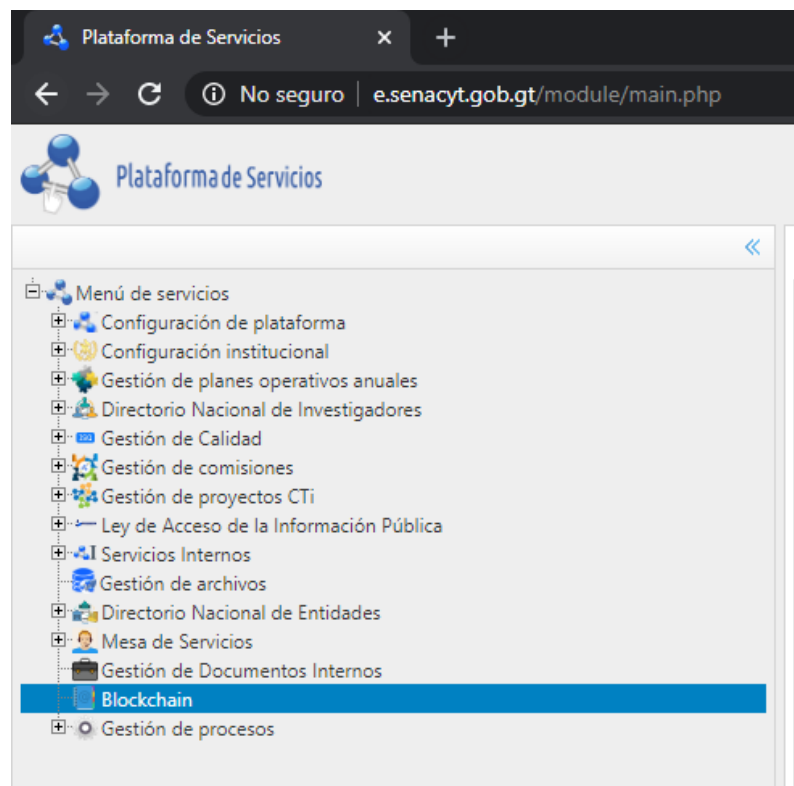 Plataforma de Servicios
No seguro e.senacyt.gob.gt/module/main.php
Plataforma de Servicios
Menú de servicios
Configuración de plataforma
Configuración institucional
Gestión de planes operativos anuales
Directorio Nacional de Investigadores
Gestión de Calidad
Gestión de comisiones
Gestión de proyectos CTi
Ley de Acceso de la Información Pública
Servicios Internos
Gestión de archivos
Directorio Nacional de Entidades
Mesa de Servicios
Gestión de Documentos Internos
Blockchain
Gestión de procesos